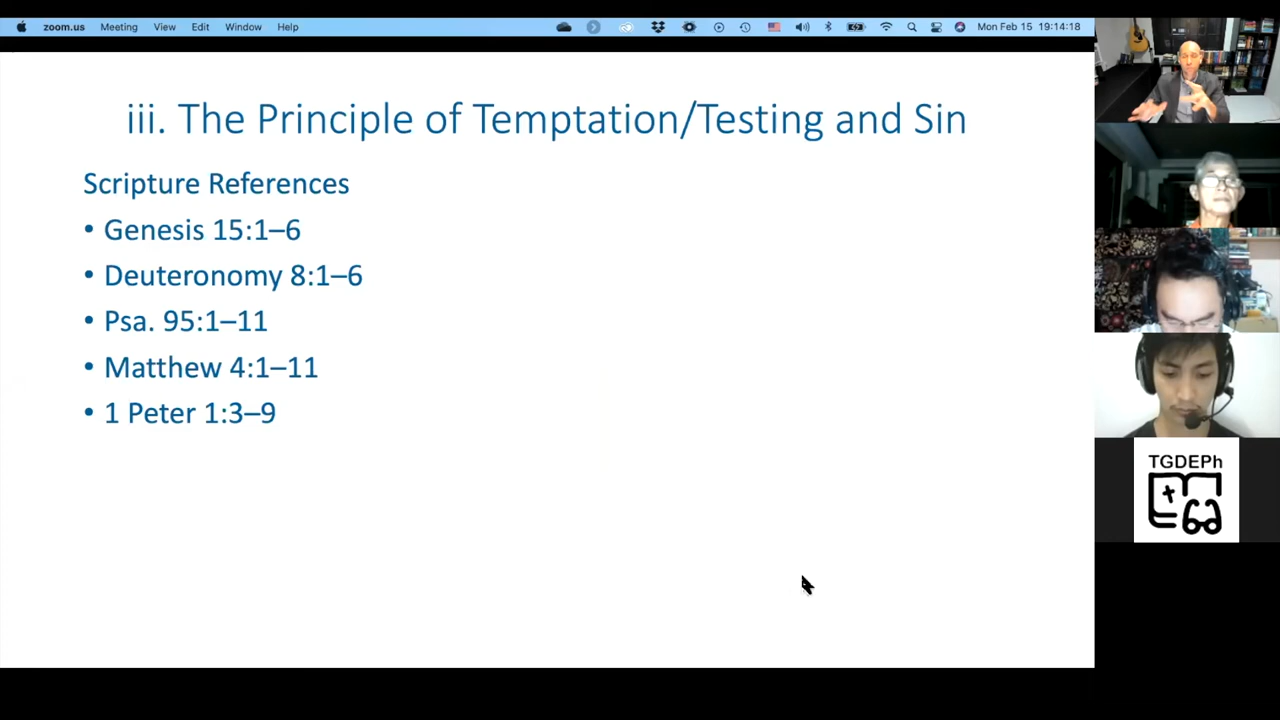 zoom.us Meeting View Edit Window Help Mon Feb 15 19:14:18
iii. The Principle of Temptation/Testing and Sin
Scripture References
• Genesis 15:1–6
• Deuteronomy 8:1–6
• Psa. 95:1–11
• Matthew 4:1–11
• 1 Peter 1:3–9
TGDEPh